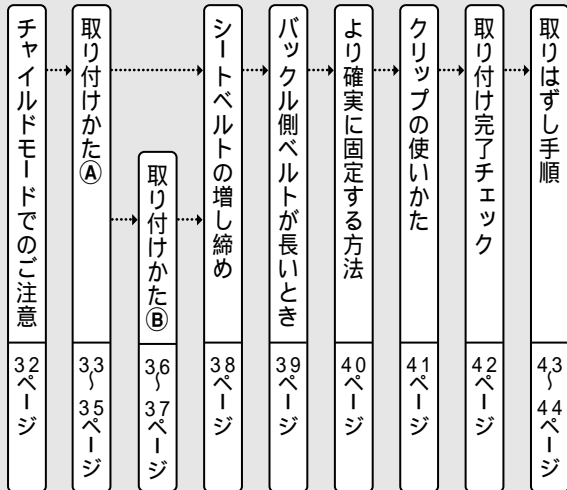 チャイルドモードでのご注意
32ページ
取り付けかたⒶ
33〜35ページ
取り付けかたⒷ
36〜37ページ
シートベルトの増し締め
38ページ
バックル側ベルトが長いとき
39ページ
より確実に固定する方法
40ページ
クリップの使いかた
41ページ
取り付け完了チェック
42ページ
取りはずし手順
43〜44ページ